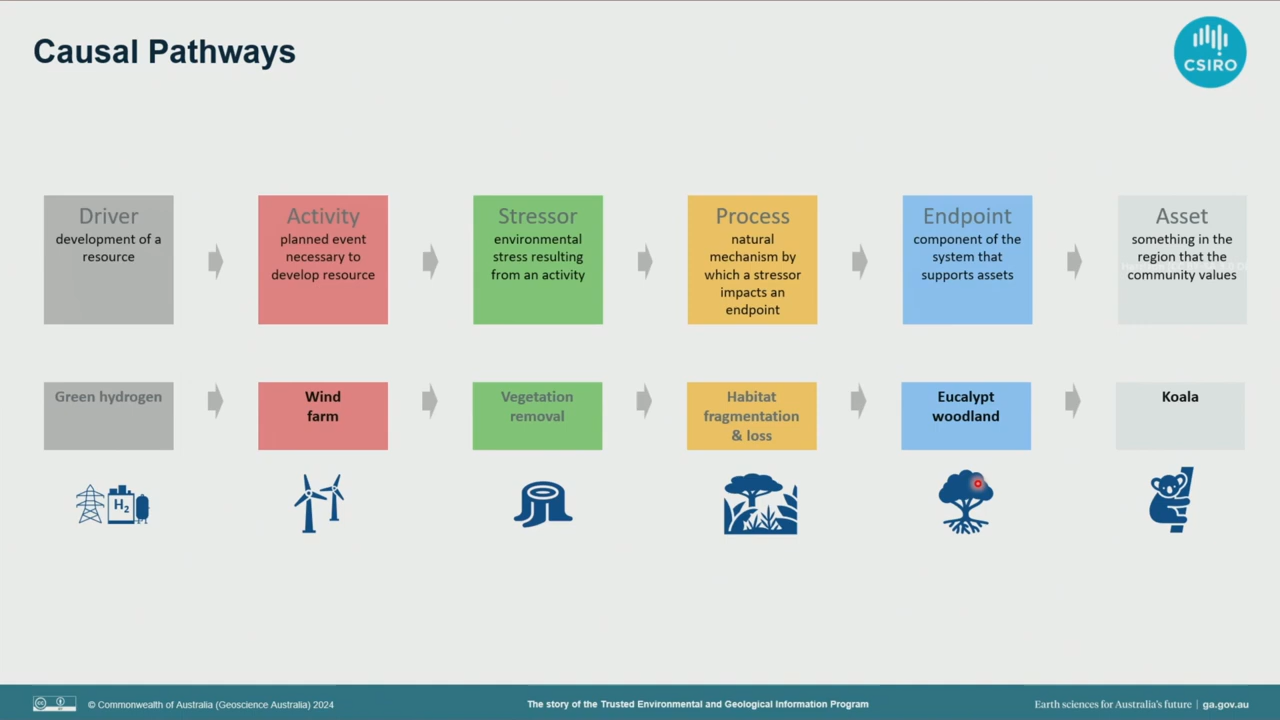 Causal Pathways
CSIRO
Driver
development of a
resource
Activity
planned event
necessary to
develop resource
Stressor
environmental
stress resulting
from an activity
Process
natural
mechanism by
which a stressor
impacts an
endpoint
Endpoint
component of the
system that
supports assets
Asset
something in the
region that the
community values
Green hydrogen
Wind
farm
Vegetation
removal
Habitat
fragmentation
& loss
Eucalypt
woodland
Koala
H2
© Commonwealth of Australia (Geoscience Australia) 2024
The story of the Trusted Environmental and Geological Information Program
Earth sciences for Australia's future | ga.gov.au